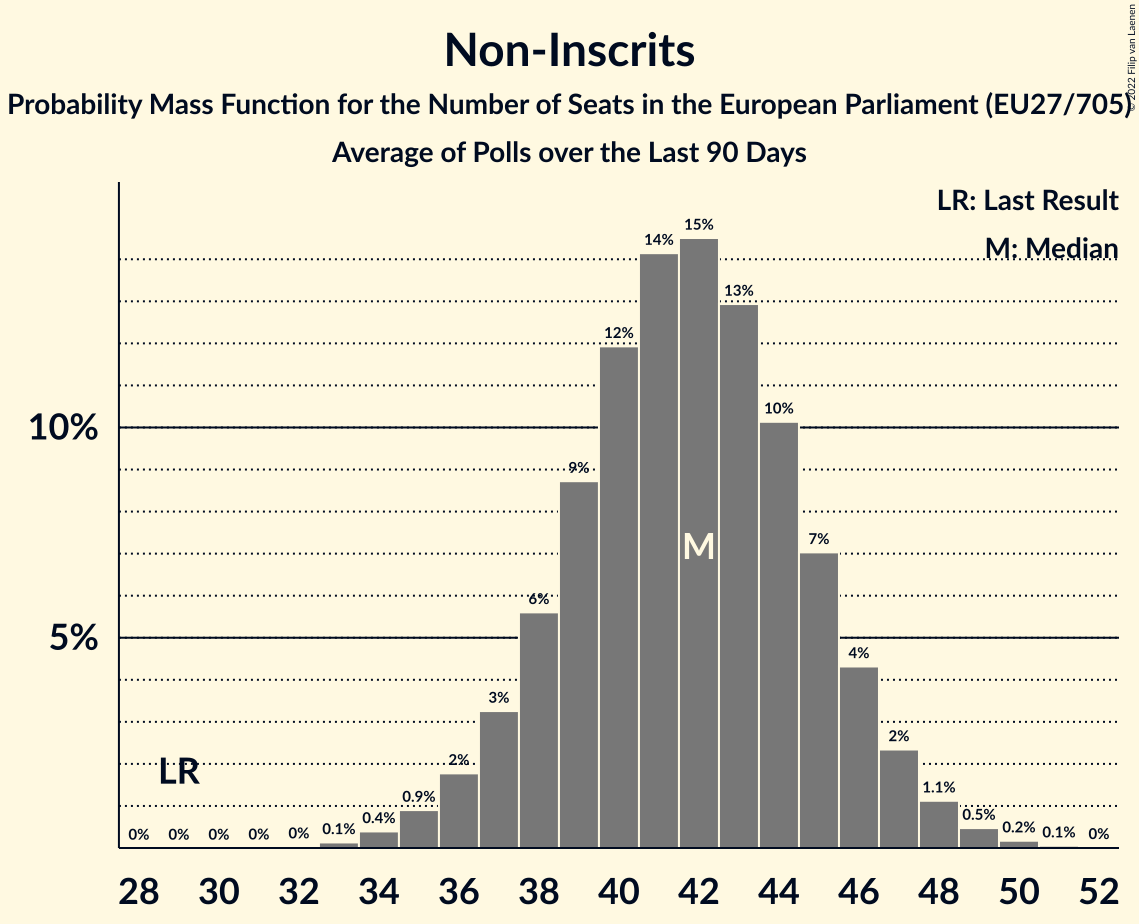 Non-Inscrits
Probability Mass Function for the Number of Seats in the European Parliament (EU27/705)
Average of Polls over the Last 90 Days
© 2022 Filip van Laenen
LR: Last Result
M: Median
15%
14%
13%
12%
10%
10%
9%
7%
M
6%
5%
4%
3%
2%
2%
LR
1.1%
0.9%
0.5%
0.4%
0.2%
0% 0% 0% 0% 0% 0.1% 0.1% 0%
28 30 32 34 36 38 40 42 44 46 48 50 52